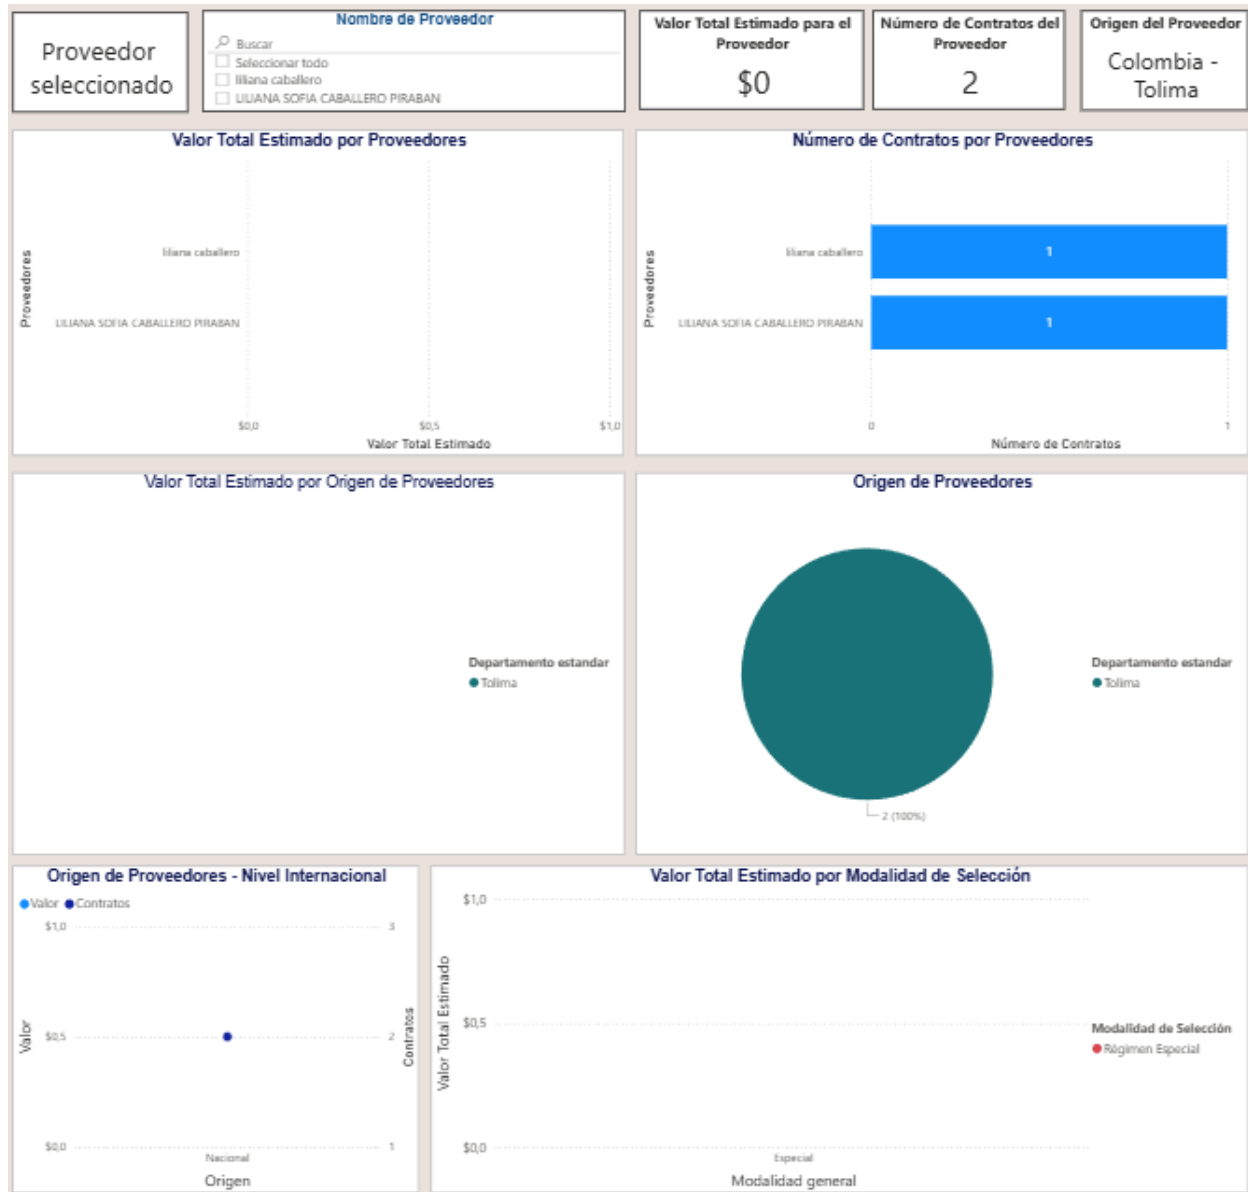 Proveedor
seleccionado
Nombre de Proveedor
Buscar
Seleccionar todo
liliana caballero
LILIANA SOFIA CABALLERO PIRABAN
Valor Total Estimado para el
Proveedor
$0
Número de Contratos del
Proveedor
2
Origen del Proveedor
Colombia -
Tolima
Valor Total Estimado por Proveedores
Proveedores
liliana caballero
LILIANA SOFIA CABALLERO PIRABAN
$0,0 $0,5 $1,0
Valor Total Estimado
Número de Contratos por Proveedores
Proveedores
liliana caballero
1
LILIANA SOFIA CABALLERO PIRABAN
1
0 1
Número de Contratos
Valor Total Estimado por Origen de Proveedores
Departamento estandar
Tolima
Origen de Proveedores
Departamento estandar
Tolima
2 (100%)
Origen de Proveedores - Nivel Internacional
Valor Contratos
$1,0 3
$0,5 2
$0,0 1
Valor
Contratos
Nacional
Origen
Valor Total Estimado por Modalidad de Selección
$1,0
$0,5
$0,0
Valor Total Estimado
Especial
Modalidad general
Modalidad de Selección
Régimen Especial